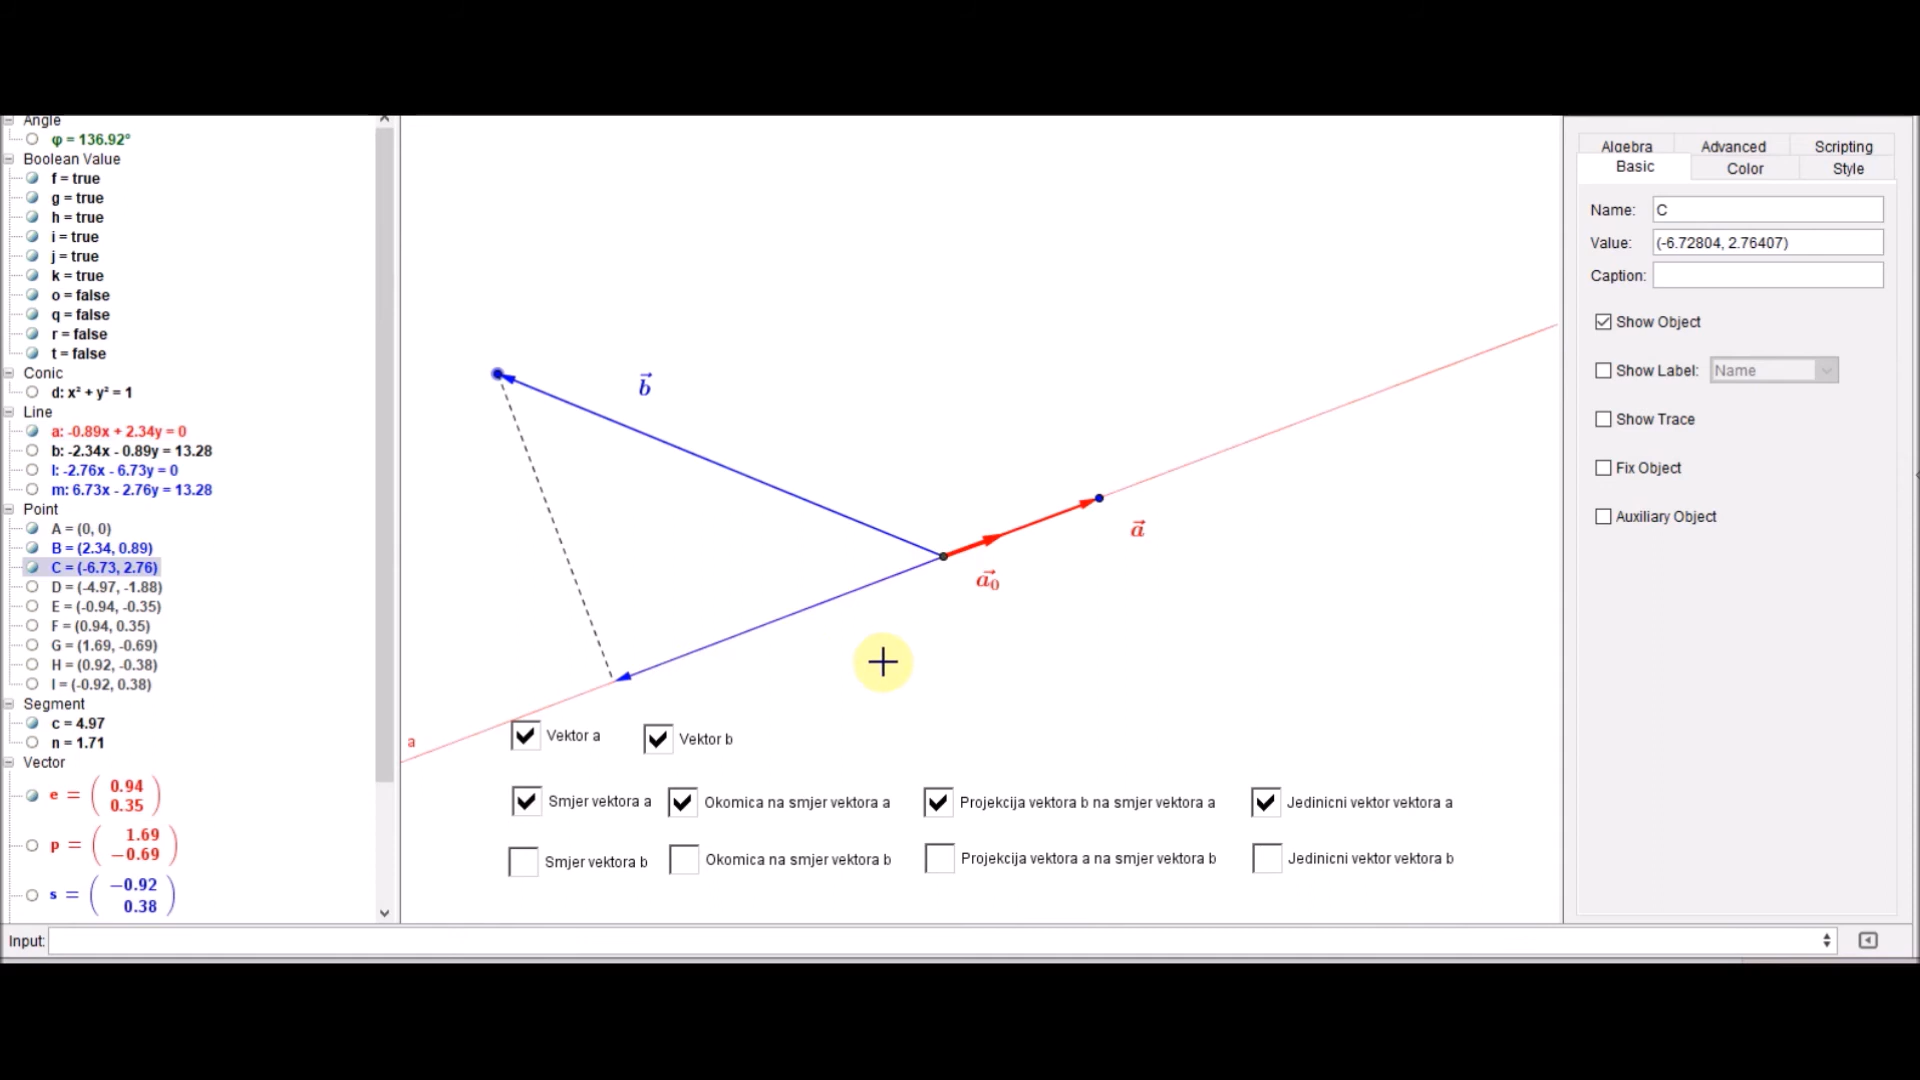 Angle
φ = 136.92°
Boolean Value
f = true
g = true
h = true
i = true
j = true
k = true
o = false
q = false
r = false
t = false
Conic
d: x² + y² = 1
Line
a: -0.89x + 2.34y = 0
b: -2.34x - 0.89y = 13.28
l: -2.76x - 6.73y = 0
m: 6.73x - 2.76y = 13.28
Point
A = (0, 0)
B = (2.34, 0.89)
C = (-6.73, 2.76)
D = (-4.97, -1.88)
E = (-0.94, -0.35)
F = (0.94, 0.35)
G = (1.69, -0.69)
H = (0.92, -0.38)
I = (-0.92, 0.38)
Segment
c = 4.97
n = 1.71
Vector
e = (0.94 0.35)
p = (1.69 −0.69)
s = (−0.92 0.38)
b⃗
a⃗
a⃗₀
a
Vektor a Vektor b
Smjer vektora a Okomica na smjer vektora a Projekcija vektora b na smjer vektora a Jedinicni vektor vektora a
Smjer vektora b Okomica na smjer vektora b Projekcija vektora a na smjer vektora b Jedinicni vektor vektora b
Algebra Advanced Scripting
Basic Color Style
Name: C
Value: (-6.72804, 2.76407)
Caption:
Show Object
Show Label: Name
Show Trace
Fix Object
Auxiliary Object
Input: